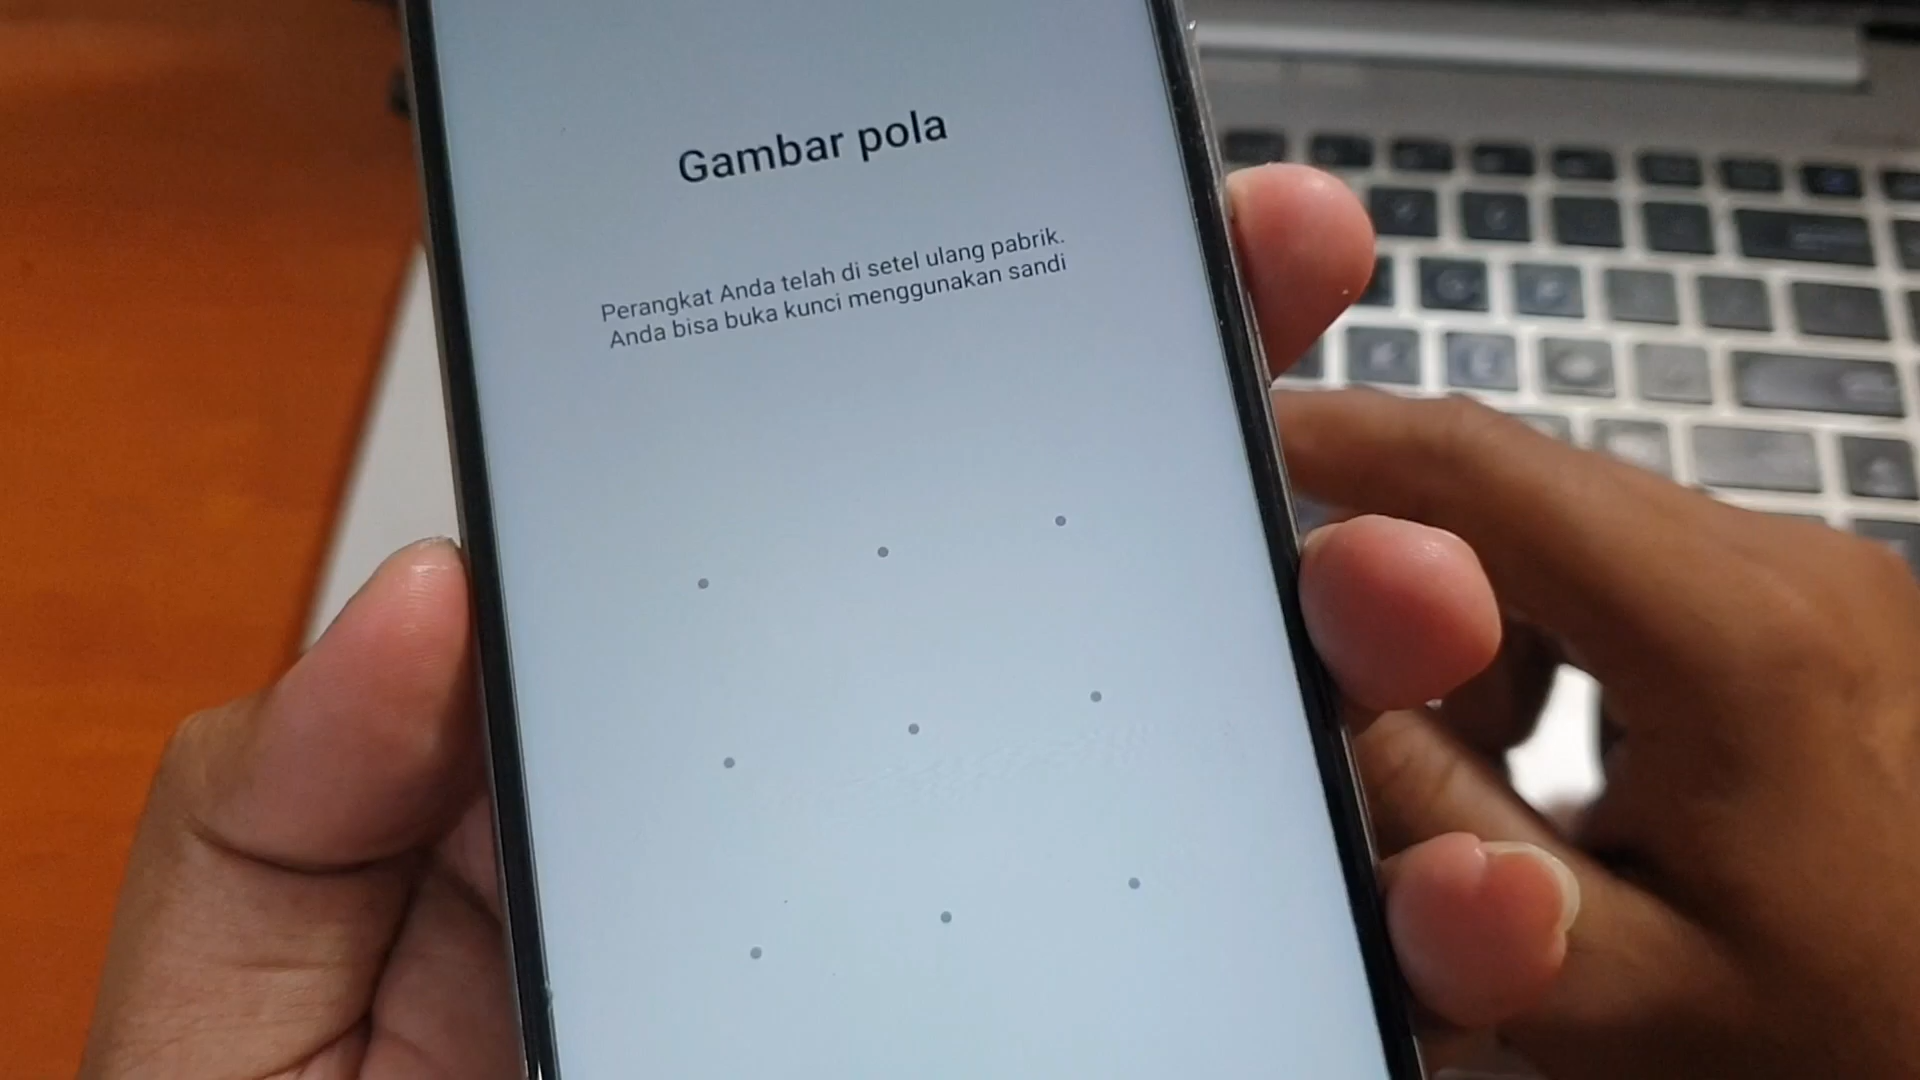 Gambar pola
Perangkat Anda telah di setel ulang pabrik.
Anda bisa buka kunci menggunakan sandi